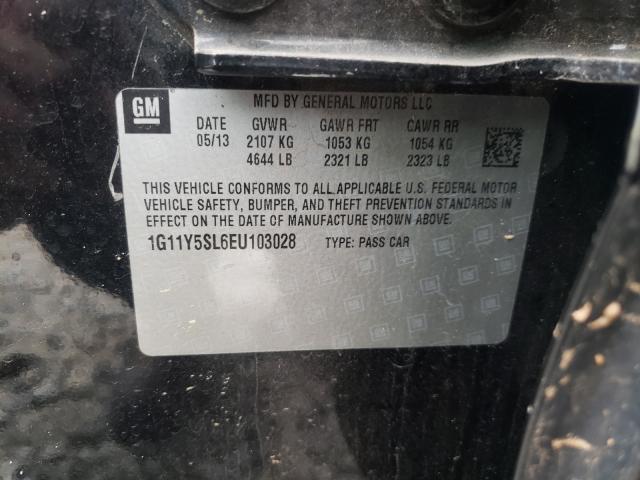 GM
MFD BY GENERAL MOTORS LLC
DATE GVWR GAWR FRT GAWR RR
05/13 2107 KG 1053 KG 1054 KG
4644 LB 2321 LB 2323 LB
THIS VEHICLE CONFORMS TO ALL APPLICABLE U.S. FEDERAL MOTOR
VEHICLE SAFETY, BUMPER, AND THEFT PREVENTION STANDARDS IN
EFFECT ON THE DATE OF MANUFACTURE SHOWN ABOVE.
1G11Y5SL6EU103028 TYPE: PASS CAR